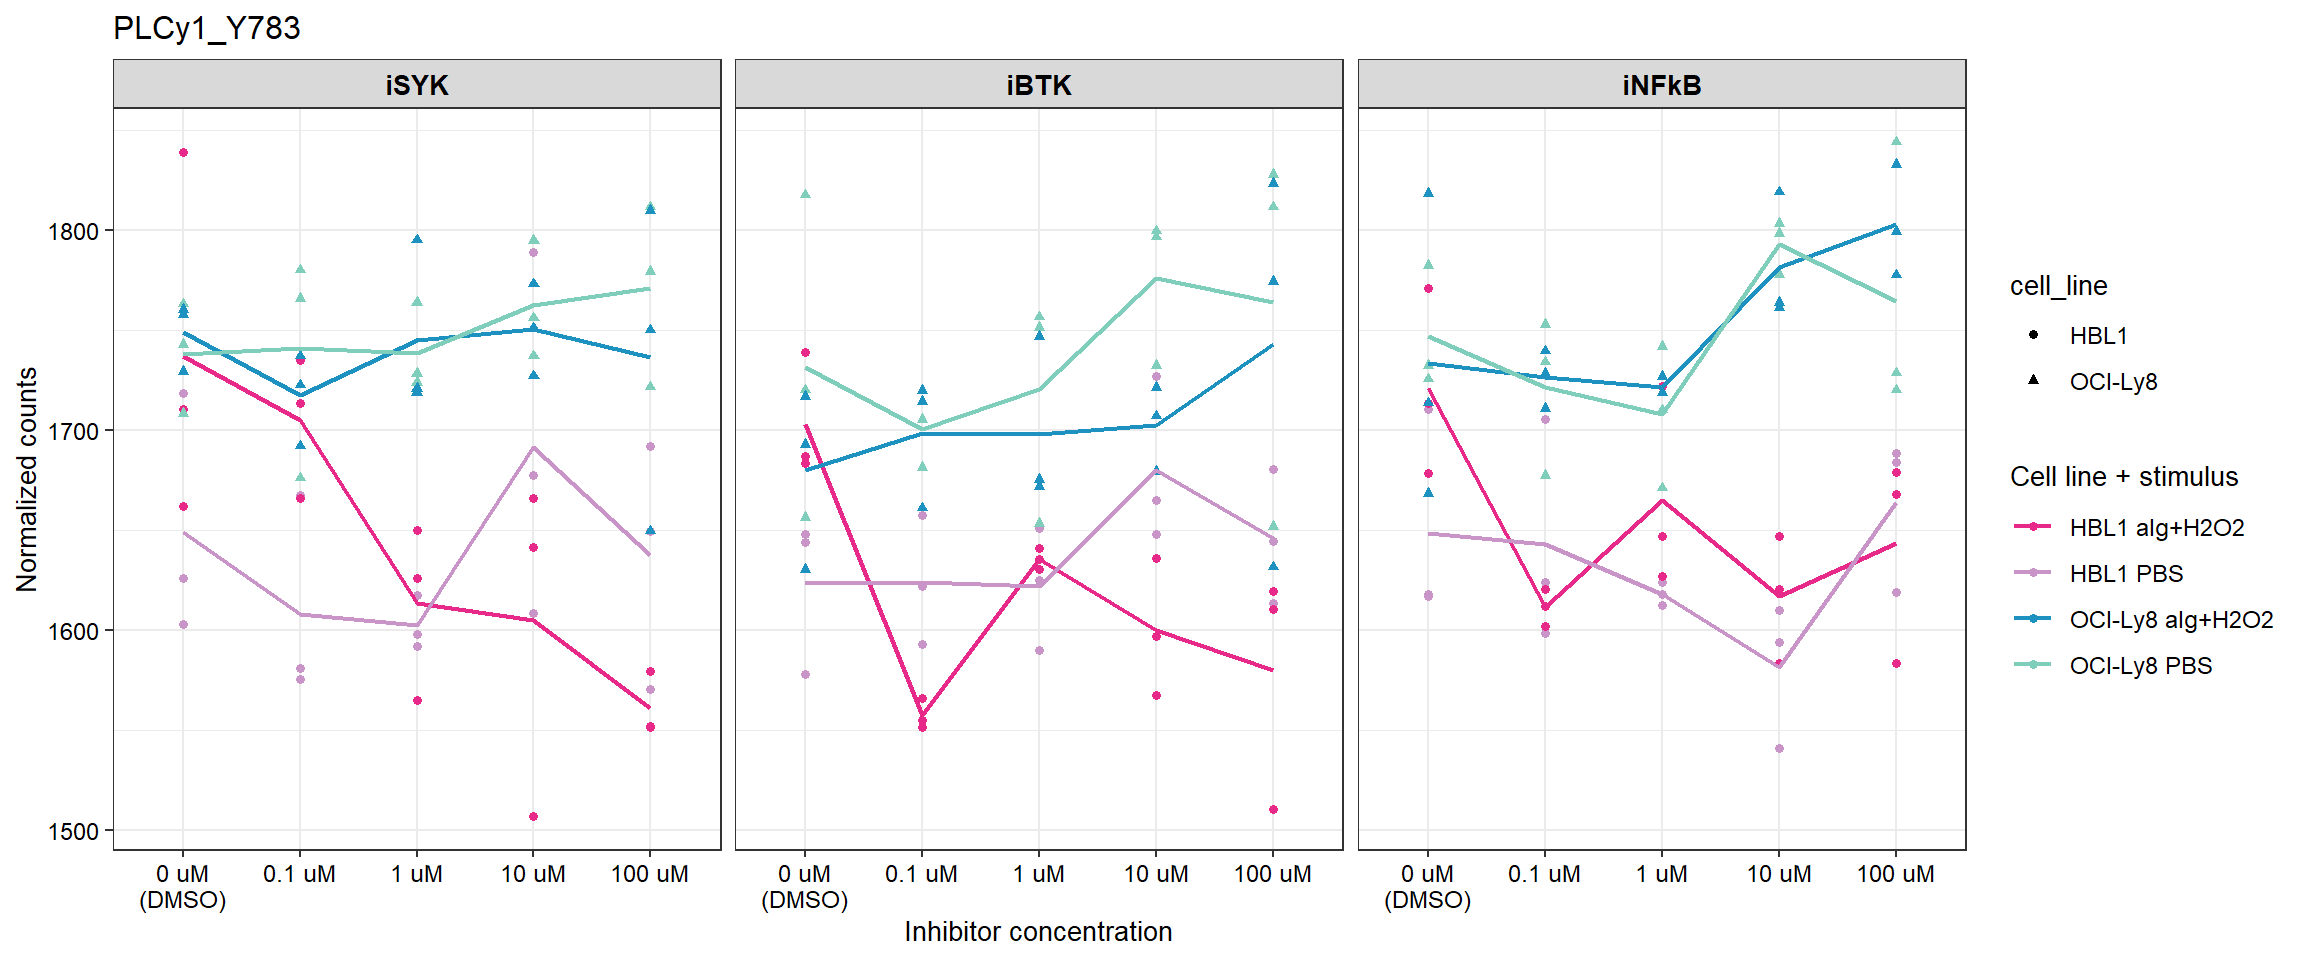 PLCy1_Y783
iSYK
iBTK
iNFkB
Normalized counts
1800
1700
1600
1500
0 uM
(DMSO)
0.1 uM
1 uM
10 uM
100 uM
0 uM
(DMSO)
0.1 uM
1 uM
10 uM
100 uM
0 uM
(DMSO)
0.1 uM
1 uM
10 uM
100 uM
Inhibitor concentration
cell_line
HBL1
OCI-Ly8
Cell line + stimulus
HBL1 aIg+H2O2
HBL1 PBS
OCI-Ly8 aIg+H2O2
OCI-Ly8 PBS